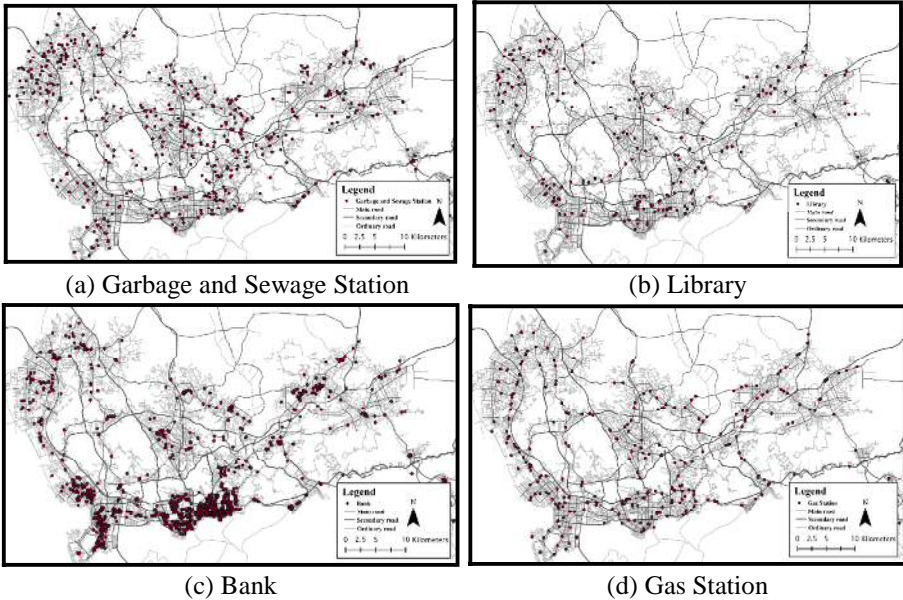 Legend
Garbage and Sewage Station
Main road
Secondary road
Ordinary road
N
0 2.5 5 10 Kilometers
(a) Garbage and Sewage Station
Legend
Library
Main road
Secondary road
Ordinary road
N
0 2.5 5 10 Kilometers
(b) Library
Legend
Bank
Main road
Secondary road
Ordinary road
N
0 2.5 5 10 Kilometers
(c) Bank
Legend
Gas Station
Main road
Secondary road
Ordinary road
N
0 2.5 5 10 Kilometers
(d) Gas Station